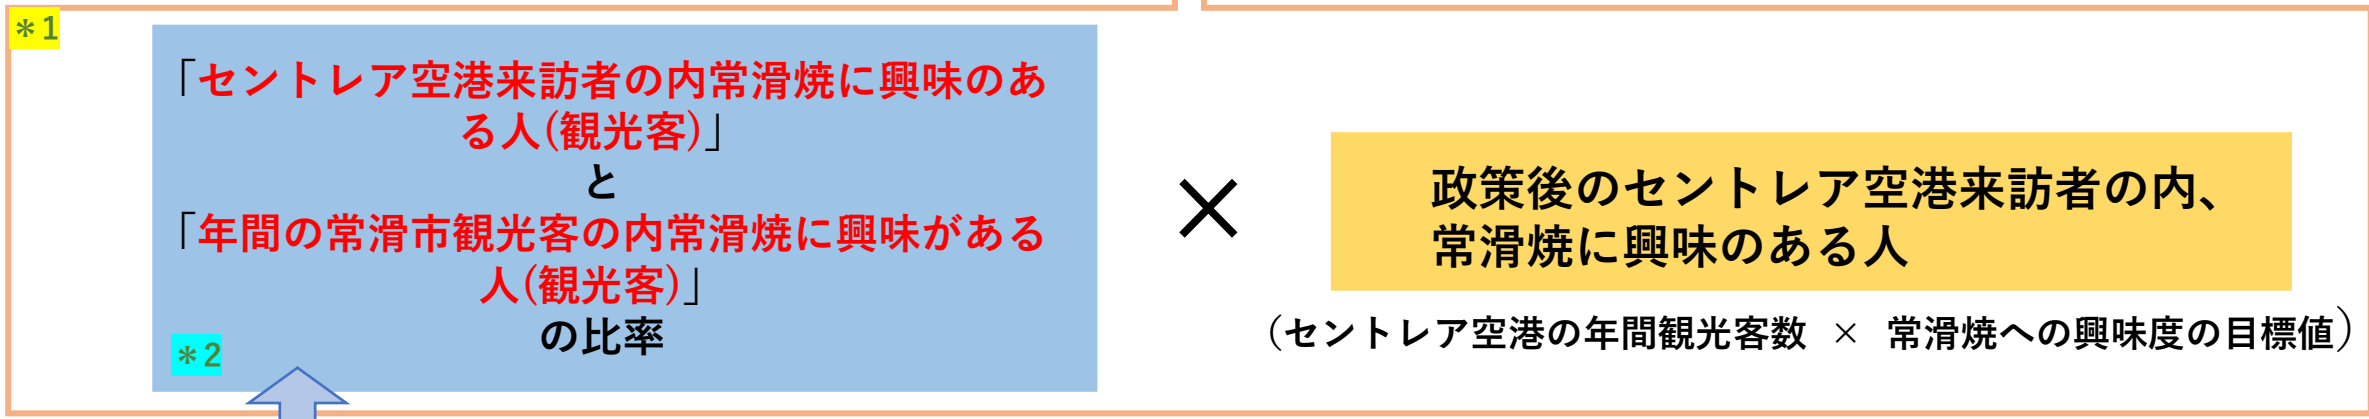 ＊1
「セントレア空港来訪者の内常滑焼に興味のあ
る人(観光客)」
と
「年間の常滑市観光客の内常滑焼に興味がある
人(観光客)」
の比率
＊2
×
政策後のセントレア空港来訪者の内、
常滑焼に興味のある人
（セントレア空港の年間観光客数 × 常滑焼への興味度の目標値）